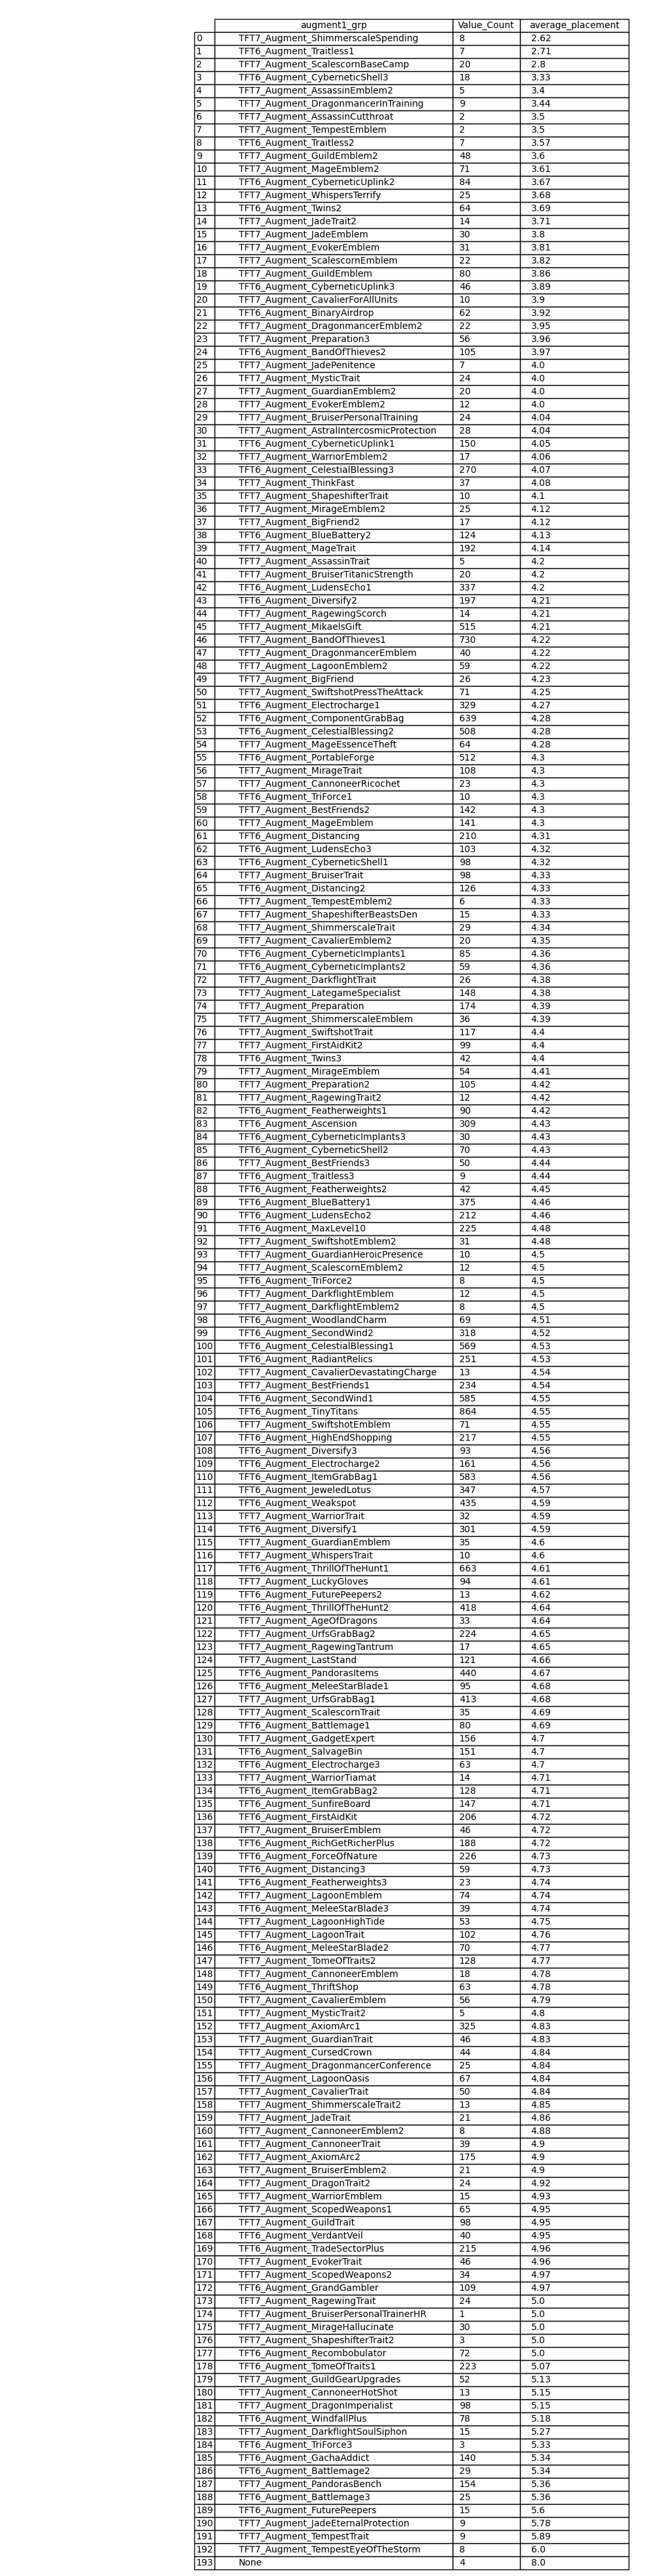 augment1_grp Value_Count average_placement
0 TFT7_Augment_ShimmerscaleSpending 8 2.62
1 TFT6_Augment_Traitless1 7 2.71
2 TFT7_Augment_ScalescornBaseCamp 20 2.8
3 TFT6_Augment_CyberneticShell3 18 3.33
4 TFT7_Augment_AssassinEmblem2 5 3.4
5 TFT7_Augment_DragonmancerInTraining 9 3.44
6 TFT7_Augment_AssassinCutthroat 2 3.5
7 TFT7_Augment_TempestEmblem 2 3.5
8 TFT6_Augment_Traitless2 7 3.57
9 TFT7_Augment_GuildEmblem2 48 3.6
10 TFT7_Augment_MageEmblem2 71 3.61
11 TFT6_Augment_CyberneticUplink2 84 3.67
12 TFT7_Augment_WhispersTerrify 25 3.68
13 TFT6_Augment_Twins2 64 3.69
14 TFT7_Augment_JadeTrait2 14 3.71
15 TFT7_Augment_JadeEmblem 30 3.8
16 TFT7_Augment_EvokerEmblem 31 3.81
17 TFT7_Augment_ScalescornEmblem 22 3.82
18 TFT7_Augment_GuildEmblem 80 3.86
19 TFT6_Augment_CyberneticUplink3 46 3.89
20 TFT7_Augment_CavalierForAllUnits 10 3.9
21 TFT6_Augment_BinaryAirdrop 62 3.92
22 TFT7_Augment_DragonmancerEmblem2 22 3.95
23 TFT7_Augment_Preparation3 56 3.96
24 TFT6_Augment_BandOfThieves2 105 3.97
25 TFT7_Augment_JadePenitence 7 4.0
26 TFT7_Augment_MysticTrait 24 4.0
27 TFT7_Augment_GuardianEmblem2 20 4.0
28 TFT7_Augment_EvokerEmblem2 12 4.0
29 TFT7_Augment_BruiserPersonalTraining 24 4.04
30 TFT7_Augment_AstralIntercosmicProtection 28 4.04
31 TFT6_Augment_CyberneticUplink1 150 4.05
32 TFT7_Augment_WarriorEmblem2 17 4.06
33 TFT6_Augment_CelestialBlessing3 270 4.07
34 TFT7_Augment_ThinkFast 37 4.08
35 TFT7_Augment_ShapeshifterTrait 10 4.1
36 TFT7_Augment_MirageEmblem2 25 4.12
37 TFT7_Augment_BigFriend2 17 4.12
38 TFT6_Augment_BlueBattery2 124 4.13
39 TFT7_Augment_MageTrait 192 4.14
40 TFT7_Augment_AssassinTrait 5 4.2
41 TFT7_Augment_BruiserTitanicStrength 20 4.2
42 TFT6_Augment_LudensEcho1 337 4.2
43 TFT6_Augment_Diversify2 197 4.21
44 TFT7_Augment_RagewingScorch 14 4.21
45 TFT7_Augment_MikaelsGift 515 4.21
46 TFT7_Augment_BandOfThieves1 730 4.22
47 TFT7_Augment_DragonmancerEmblem 40 4.22
48 TFT7_Augment_LagoonEmblem2 59 4.22
49 TFT7_Augment_BigFriend 26 4.23
50 TFT7_Augment_SwiftshotPressTheAttack 71 4.25
51 TFT6_Augment_Electrocharge1 329 4.27
52 TFT6_Augment_ComponentGrabBag 639 4.28
53 TFT6_Augment_CelestialBlessing2 508 4.28
54 TFT7_Augment_MageEssenceTheft 64 4.28
55 TFT6_Augment_PortableForge 512 4.3
56 TFT7_Augment_MirageTrait 108 4.3
57 TFT7_Augment_CannoneerRicochet 23 4.3
58 TFT6_Augment_TriForce1 10 4.3
59 TFT7_Augment_BestFriends2 142 4.3
60 TFT7_Augment_MageEmblem 141 4.3
61 TFT6_Augment_Distancing 210 4.31
62 TFT6_Augment_LudensEcho3 103 4.32
63 TFT6_Augment_CyberneticShell1 98 4.32
64 TFT7_Augment_BruiserTrait 98 4.33
65 TFT6_Augment_Distancing2 126 4.33
66 TFT7_Augment_TempestEmblem2 6 4.33
67 TFT7_Augment_ShapeshifterBeastsDen 15 4.33
68 TFT7_Augment_ShimmerscaleTrait 29 4.34
69 TFT7_Augment_CavalierEmblem2 20 4.35
70 TFT6_Augment_CyberneticImplants1 85 4.36
71 TFT6_Augment_CyberneticImplants2 59 4.36
72 TFT7_Augment_DarkflightTrait 26 4.38
73 TFT7_Augment_LategameSpecialist 148 4.38
74 TFT7_Augment_Preparation 174 4.39
75 TFT7_Augment_ShimmerscaleEmblem 36 4.39
76 TFT7_Augment_SwiftshotTrait 117 4.4
77 TFT7_Augment_FirstAidKit2 99 4.4
78 TFT6_Augment_Twins3 42 4.4
79 TFT7_Augment_MirageEmblem 54 4.41
80 TFT7_Augment_Preparation2 105 4.42
81 TFT7_Augment_RagewingTrait2 12 4.42
82 TFT6_Augment_Featherweights1 90 4.42
83 TFT6_Augment_Ascension 309 4.43
84 TFT6_Augment_CyberneticImplants3 30 4.43
85 TFT6_Augment_CyberneticShell2 70 4.43
86 TFT7_Augment_BestFriends3 50 4.44
87 TFT6_Augment_Traitless3 9 4.44
88 TFT6_Augment_Featherweights2 42 4.45
89 TFT6_Augment_BlueBattery1 375 4.46
90 TFT6_Augment_LudensEcho2 212 4.46
91 TFT6_Augment_MaxLevel10 225 4.48
92 TFT7_Augment_SwiftshotEmblem2 31 4.48
93 TFT7_Augment_GuardianHeroicPresence 10 4.5
94 TFT7_Augment_ScalescornEmblem2 12 4.5
95 TFT6_Augment_TriForce2 8 4.5
96 TFT7_Augment_DarkflightEmblem 12 4.5
97 TFT7_Augment_DarkflightEmblem2 8 4.5
98 TFT6_Augment_WoodlandCharm 69 4.51
99 TFT6_Augment_SecondWind2 318 4.52
100 TFT6_Augment_CelestialBlessing1 569 4.53
101 TFT6_Augment_RadiantRelics 251 4.53
102 TFT7_Augment_CavalierDevastatingCharge 13 4.54
103 TFT7_Augment_BestFriends1 234 4.54
104 TFT6_Augment_SecondWind1 585 4.55
105 TFT6_Augment_TinyTitans 864 4.55
106 TFT7_Augment_SwiftshotEmblem 71 4.55
107 TFT6_Augment_HighEndShopping 217 4.55
108 TFT6_Augment_Diversify3 93 4.56
109 TFT6_Augment_Electrocharge2 161 4.56
110 TFT6_Augment_ItemGrabBag1 583 4.56
111 TFT6_Augment_JeweledLotus 347 4.57
112 TFT6_Augment_Weakspot 435 4.59
113 TFT7_Augment_WarriorTrait 32 4.59
114 TFT6_Augment_Diversify1 301 4.59
115 TFT7_Augment_GuardianEmblem 35 4.6
116 TFT7_Augment_WhispersTrait 10 4.6
117 TFT6_Augment_ThrillOfTheHunt1 663 4.61
118 TFT7_Augment_LuckyGloves 94 4.61
119 TFT6_Augment_FuturePeepers2 13 4.62
120 TFT6_Augment_ThrillOfTheHunt2 418 4.64
121 TFT7_Augment_AgeOfDragons 33 4.64
122 TFT7_Augment_UrfsGrabBag2 224 4.65
123 TFT7_Augment_RagewingTantrum 17 4.65
124 TFT7_Augment_LastStand 121 4.66
125 TFT6_Augment_PandorasItems 440 4.67
126 TFT6_Augment_MeleeStarBlade1 95 4.68
127 TFT7_Augment_UrfsGrabBag1 413 4.68
128 TFT7_Augment_ScalescornTrait 35 4.69
129 TFT6_Augment_Battlemage1 80 4.69
130 TFT7_Augment_GadgetExpert 156 4.7
131 TFT6_Augment_SalvageBin 151 4.7
132 TFT6_Augment_Electrocharge3 63 4.7
133 TFT7_Augment_WarriorTiamat 14 4.71
134 TFT6_Augment_ItemGrabBag2 128 4.71
135 TFT6_Augment_SunfireBoard 147 4.71
136 TFT6_Augment_FirstAidKit 206 4.72
137 TFT7_Augment_BruiserEmblem 46 4.72
138 TFT6_Augment_RichGetRicherPlus 188 4.72
139 TFT6_Augment_ForceOfNature 226 4.73
140 TFT6_Augment_Distancing3 59 4.73
141 TFT6_Augment_Featherweights3 23 4.74
142 TFT7_Augment_LagoonEmblem 74 4.74
143 TFT6_Augment_MeleeStarBlade3 39 4.74
144 TFT7_Augment_LagoonHighTide 53 4.75
145 TFT7_Augment_LagoonTrait 102 4.76
146 TFT6_Augment_MeleeStarBlade2 70 4.77
147 TFT7_Augment_TomeOfTraits2 128 4.77
148 TFT7_Augment_CannoneerEmblem 18 4.78
149 TFT6_Augment_ThriftShop 63 4.78
150 TFT7_Augment_CavalierEmblem 56 4.79
151 TFT7_Augment_MysticTrait2 5 4.8
152 TFT7_Augment_AxiomArc1 325 4.83
153 TFT7_Augment_GuardianTrait 46 4.83
154 TFT7_Augment_CursedCrown 44 4.84
155 TFT7_Augment_DragonmancerConference 25 4.84
156 TFT7_Augment_LagoonOasis 67 4.84
157 TFT7_Augment_CavalierTrait 50 4.84
158 TFT7_Augment_ShimmerscaleTrait2 13 4.85
159 TFT7_Augment_JadeTrait 21 4.86
160 TFT7_Augment_CannoneerEmblem2 8 4.88
161 TFT7_Augment_CannoneerTrait 39 4.9
162 TFT7_Augment_AxiomArc2 175 4.9
163 TFT7_Augment_BruiserEmblem2 21 4.9
164 TFT7_Augment_DragonTrait2 24 4.92
165 TFT7_Augment_WarriorEmblem 15 4.93
166 TFT7_Augment_ScopedWeapons1 65 4.95
167 TFT7_Augment_GuildTrait 98 4.95
168 TFT6_Augment_VerdantVeil 40 4.95
169 TFT6_Augment_TradeSectorPlus 215 4.96
170 TFT7_Augment_EvokerTrait 46 4.96
171 TFT7_Augment_ScopedWeapons2 34 4.97
172 TFT6_Augment_GrandGambler 109 4.97
173 TFT7_Augment_RagewingTrait 24 5.0
174 TFT7_Augment_BruiserPersonalTrainerHR 1 5.0
175 TFT7_Augment_MirageHallucinate 30 5.0
176 TFT7_Augment_ShapeshifterTrait2 3 5.0
177 TFT6_Augment_Recombobulator 72 5.0
178 TFT6_Augment_TomeOfTraits1 223 5.07
179 TFT7_Augment_GuildGearUpgrades 52 5.13
180 TFT7_Augment_CannoneerHotShot 13 5.15
181 TFT7_Augment_DragonImperialist 98 5.15
182 TFT6_Augment_WindfallPlus 78 5.18
183 TFT7_Augment_DarkflightSoulSiphon 15 5.27
184 TFT6_Augment_TriForce3 3 5.33
185 TFT6_Augment_GachaAddict 140 5.34
186 TFT6_Augment_Battlemage2 29 5.34
187 TFT7_Augment_PandorasBench 154 5.36
188 TFT6_Augment_Battlemage3 25 5.36
189 TFT6_Augment_FuturePeepers 15 5.6
190 TFT7_Augment_JadeEternalProtection 9 5.78
191 TFT7_Augment_TempestTrait 9 5.89
192 TFT7_Augment_TempestEyeOfTheStorm 8 6.0
193 None 4 8.0